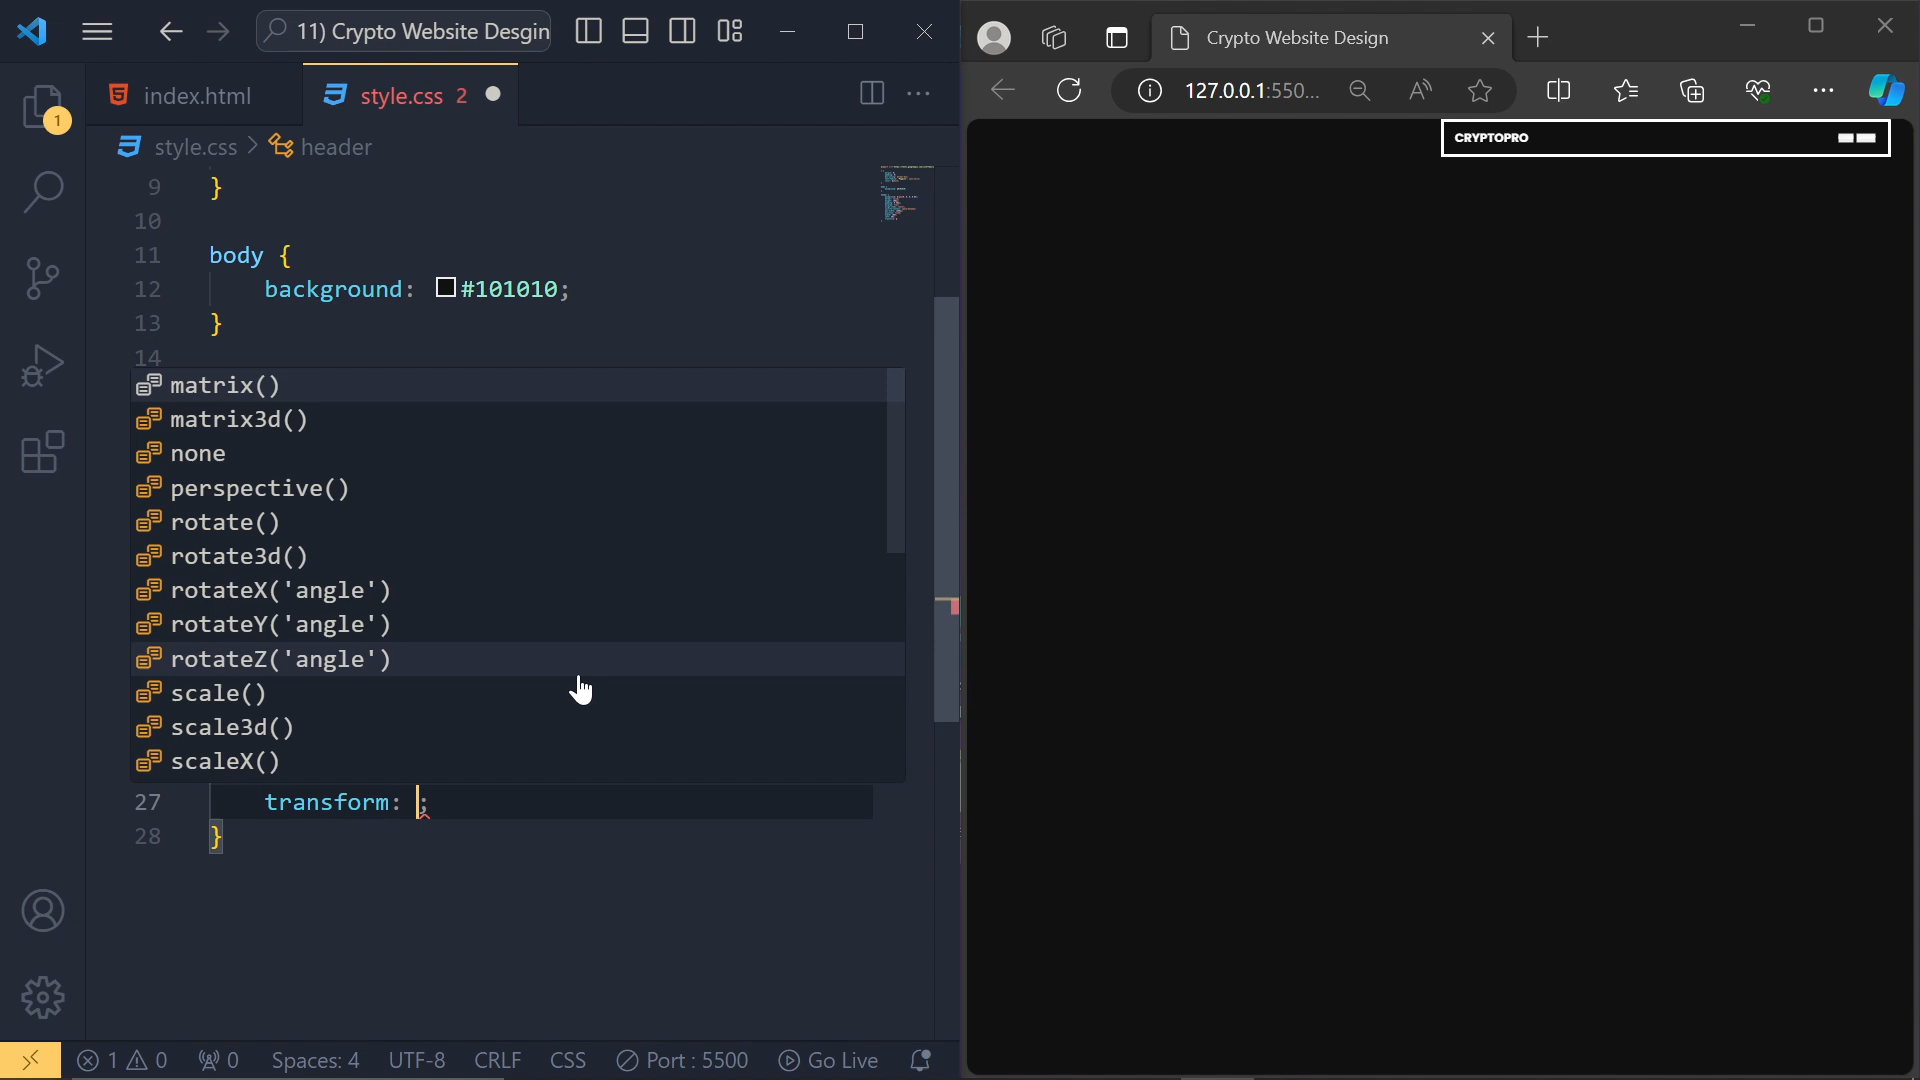 11) Crypto Website Desgin
index.html
style.css 2
style.css > header
9 }
10
11 body {
12 background: #101010;
13 }
14
matrix()
matrix3d()
none
perspective()
rotate()
rotate3d()
rotateX('angle')
rotateY('angle')
rotateZ('angle')
scale()
scale3d()
scaleX()
27 transform: ;
28 }
1
1 0 0 Spaces: 4 UTF-8 CRLF CSS Port : 5500 Go Live
Crypto Website Design
127.0.0.1:550...
CRYPTOPRO